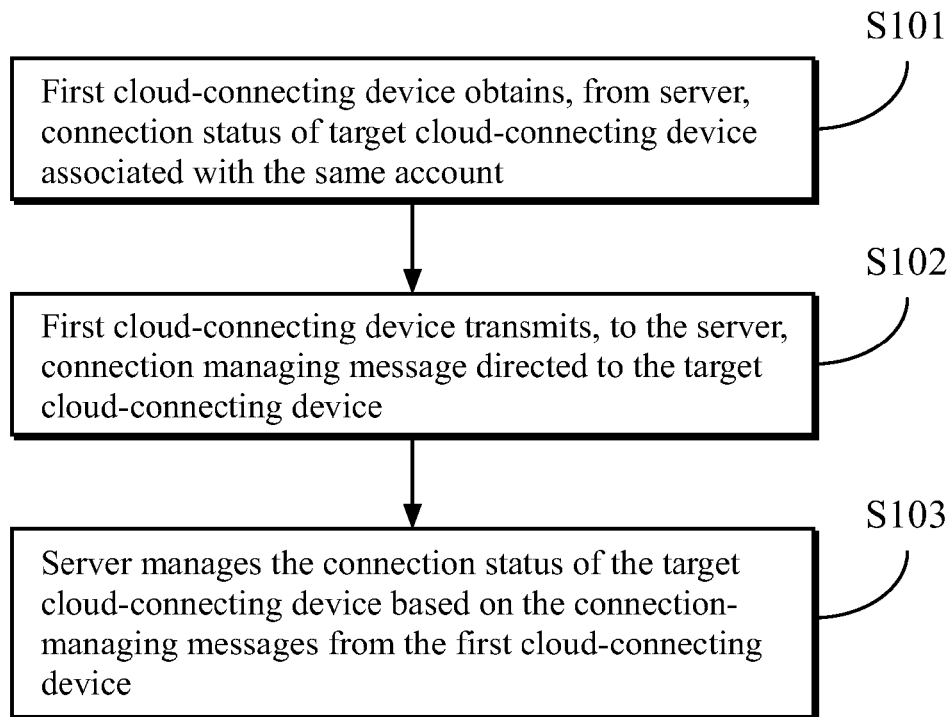 S101
First cloud-connecting device obtains, from server,
connection status of target cloud-connecting device
associated with the same account
S102
First cloud-connecting device transmits, to the server,
connection managing message directed to the target
cloud-connecting device
S103
Server manages the connection status of the target
cloud-connecting device based on the connection-
managing messages from the first cloud-connecting
device